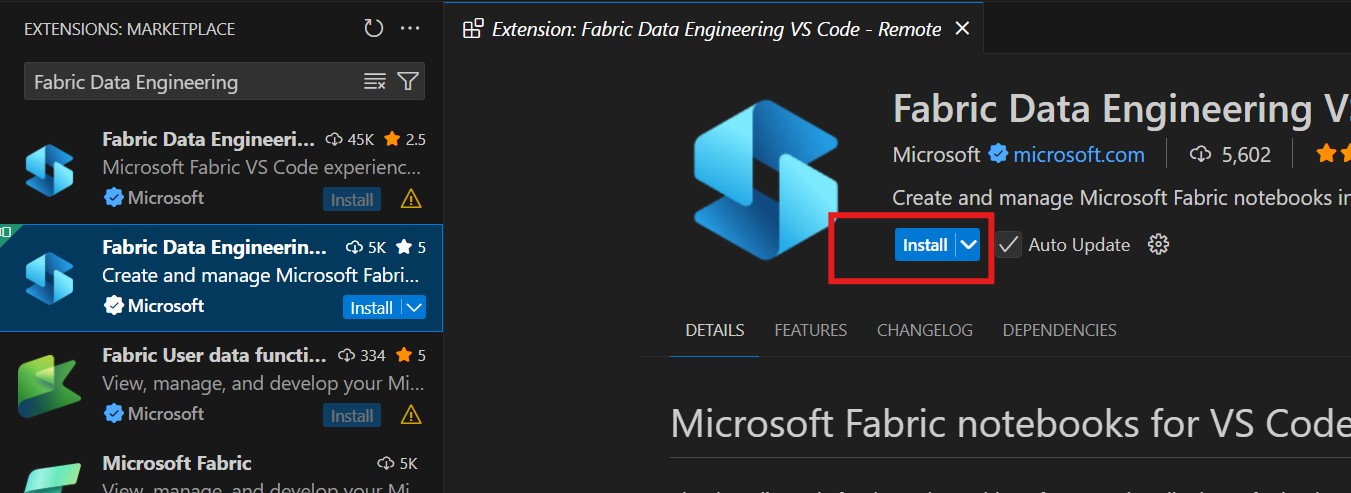 EXTENSIONS: MARKETPLACE
Fabric Data Engineering
Fabric Data Engineeri... 45K 2.5
Microsoft Fabric VS Code experienc...
Microsoft Install
Fabric Data Engineerin... 5K 5
Create and manage Microsoft Fabri...
Microsoft Install
Fabric User data functi... 334 5
View, manage, and develop your Mi...
Microsoft Install
Microsoft Fabric 5K
View, manage, and develop your Mi...
Extension: Fabric Data Engineering VS Code - Remote
Fabric Data Engineering VS
Microsoft microsoft.com 5,602
Create and manage Microsoft Fabric notebooks in
Install Auto Update
DETAILS FEATURES CHANGELOG DEPENDENCIES
Microsoft Fabric notebooks for VS Code